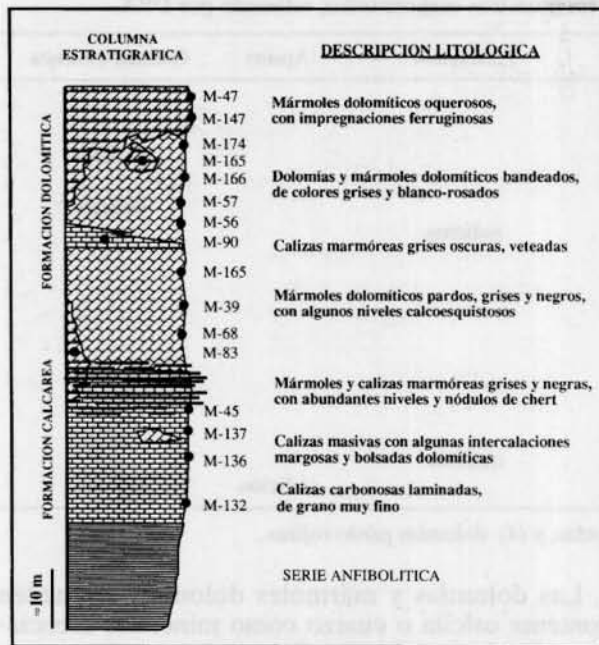 COLUMNA
ESTRATIGRAFICA
DESCRIPCION LITOLOGICA
FORMACION DOLOMITICA
FORMACION CALCAREA
≈10 m
M-47
M-147
M-174
M-165
M-166
M-57
M-56
M-90
M-165
M-39
M-68
M-83
M-45
M-137
M-136
M-132
Mármoles dolomíticos oquerosos,
con impregnaciones ferruginosas
Dolomías y mármoles dolomíticos bandeados,
de colores grises y blanco-rosados
Calizas marmóreas grises oscuras, veteadas
Mármoles dolomíticos pardos, grises y negros,
con algunos niveles calcoesquistosos
Mármoles y calizas marmóreas grises y negras,
con abundantes niveles y nódulos de chert
Calizas masivas con algunas intercalaciones
margosas y bolsadas dolomíticas
Calizas carbonosas laminadas,
de grano muy fino
SERIE ANFIBOLITICA